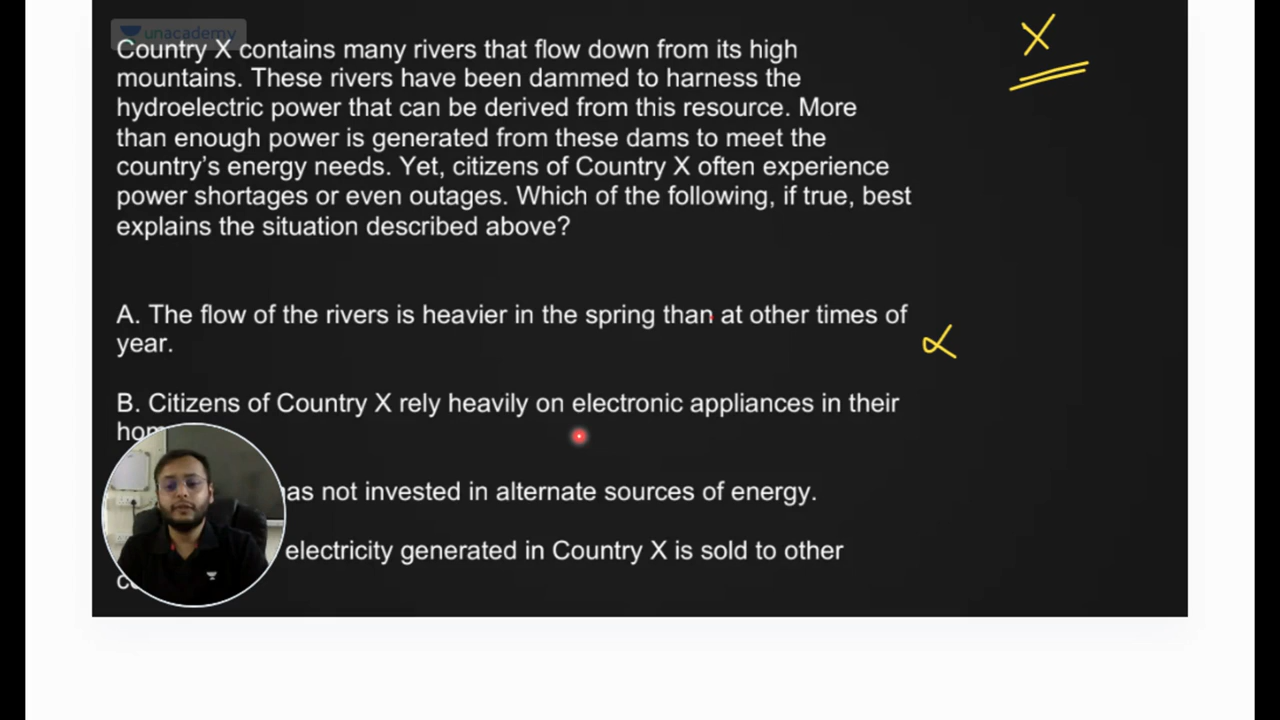 unacademy
X
Country X contains many rivers that flow down from its high
mountains. These rivers have been dammed to harness the
hydroelectric power that can be derived from this resource. More
than enough power is generated from these dams to meet the
country's energy needs. Yet, citizens of Country X often experience
power shortages or even outages. Which of the following, if true, best
explains the situation described above?
A. The flow of the rivers is heavier in the spring than at other times of
year.
B. Citizens of Country X rely heavily on electronic appliances in their
not invested in alternate sources of energy.
electricity generated in Country X is sold to other